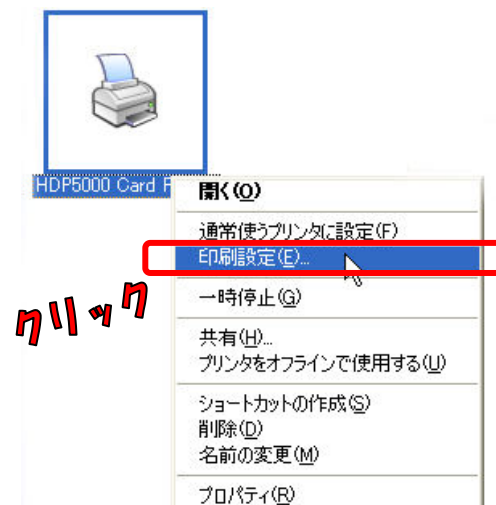 HDP5000 Card
開く(O)
通常使うプリンタに設定(F)
印刷設定(E)...
一時停止(G)
クリック
共有(H)...
プリンタをオフラインで使用する(U)
ショートカットの作成(S)
削除(D)
名前の変更(M)
プロパティ(R)